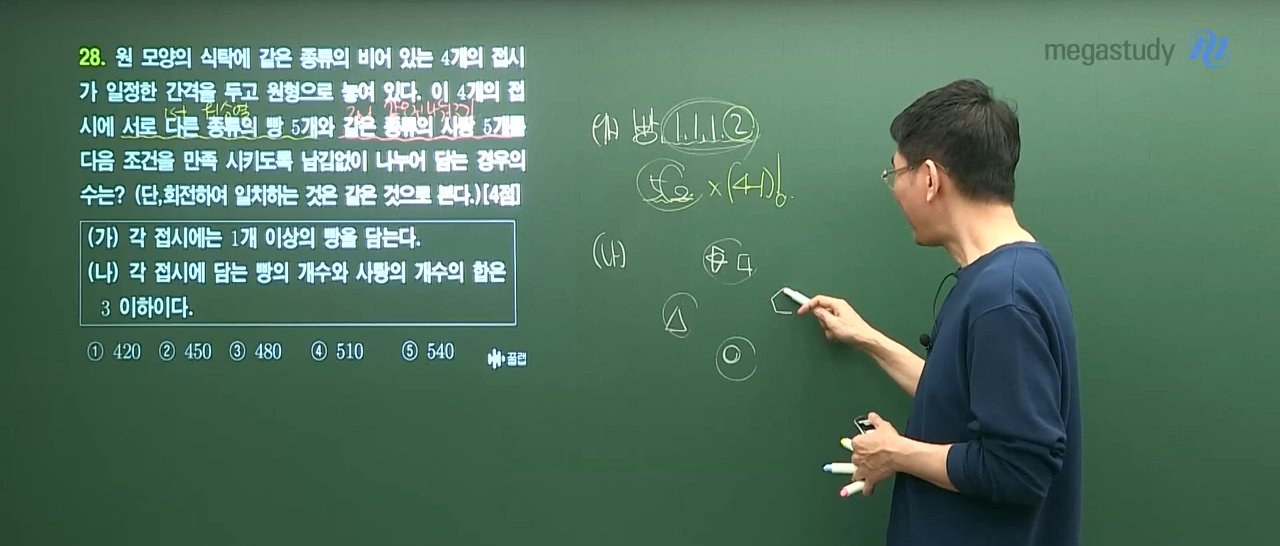 megastudy
28. 원 모양의 식탁에 같은 종류의 비어 있는 4개의 접시
가 일정한 간격을 두고 원형으로 놓여 있다. 이 4개의 접
시에 서로 다른 종류의 빵 5개와 같은 종류의 사탕 5개를
다음 조건을 만족 시키도록 남김없이 나누어 담는 경우의
수는? (단,회전하여 일치하는 것은 같은 것으로 본다.)[4점]
(가) 각 접시에는 1개 이상의 빵을 담는다.
(나) 각 접시에 담는 빵의 개수와 사탕의 개수의 합은
3 이하이다.
① 420 ② 450 ③ 480 ④ 510 ⑤ 540
꿀랩
(가) 빵 1, 1, 1, 2
5C2 × (4-1)!
(나)